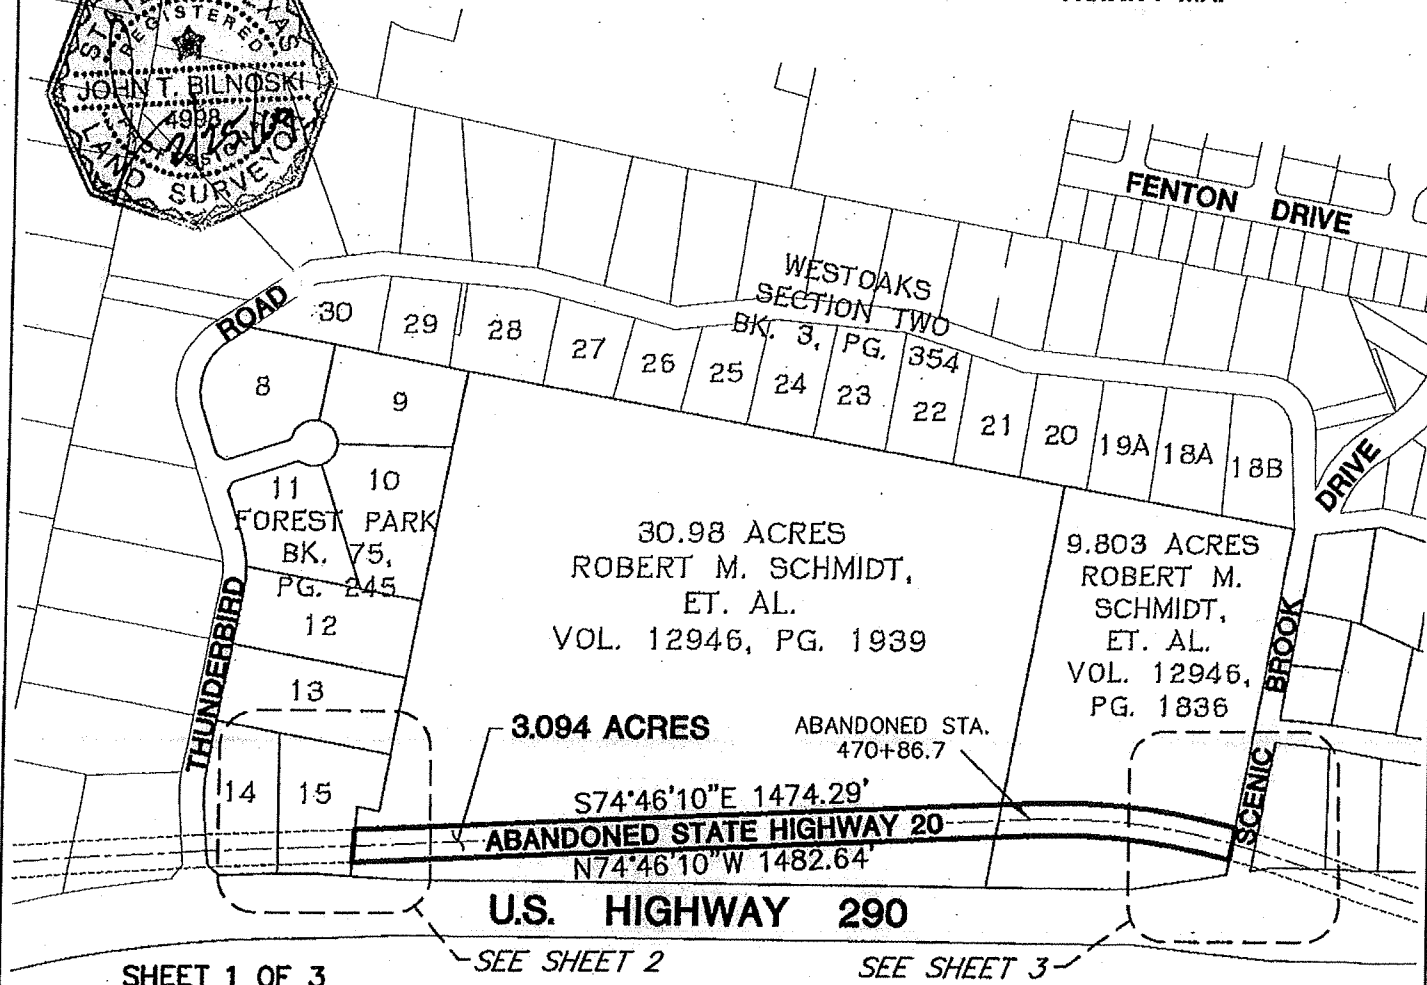 STATE
TEXAS
REGISTERED
JOHN T. BILNOSKI
4998
LAND SURVEYOR
FENTON DRIVE
WESTOAKS
SECTION TWO
BK. 3, PG. 354
ROAD
30
29
28
27
26
25
24
23
22
21
20
19A
18A
18B
DRIVE
8
9
10
11
FOREST PARK
BK. 75,
PG. 245
12
13
14
15
THUNDERBIRD
30.98 ACRES
ROBERT M. SCHMIDT,
ET. AL.
VOL. 12946, PG. 1939
9.803 ACRES
ROBERT M.
SCHMIDT,
ET. AL.
VOL. 12946,
PG. 1836
BROOK
SCENIC
3.094 ACRES
ABANDONED STA.
470+86.7
S74°46'10"E 1474.29'
ABANDONED STATE HIGHWAY 20
N74°46'10"W 1482.64'
U.S. HIGHWAY 290
SEE SHEET 2
SEE SHEET 3
SHEET 1 OF 3